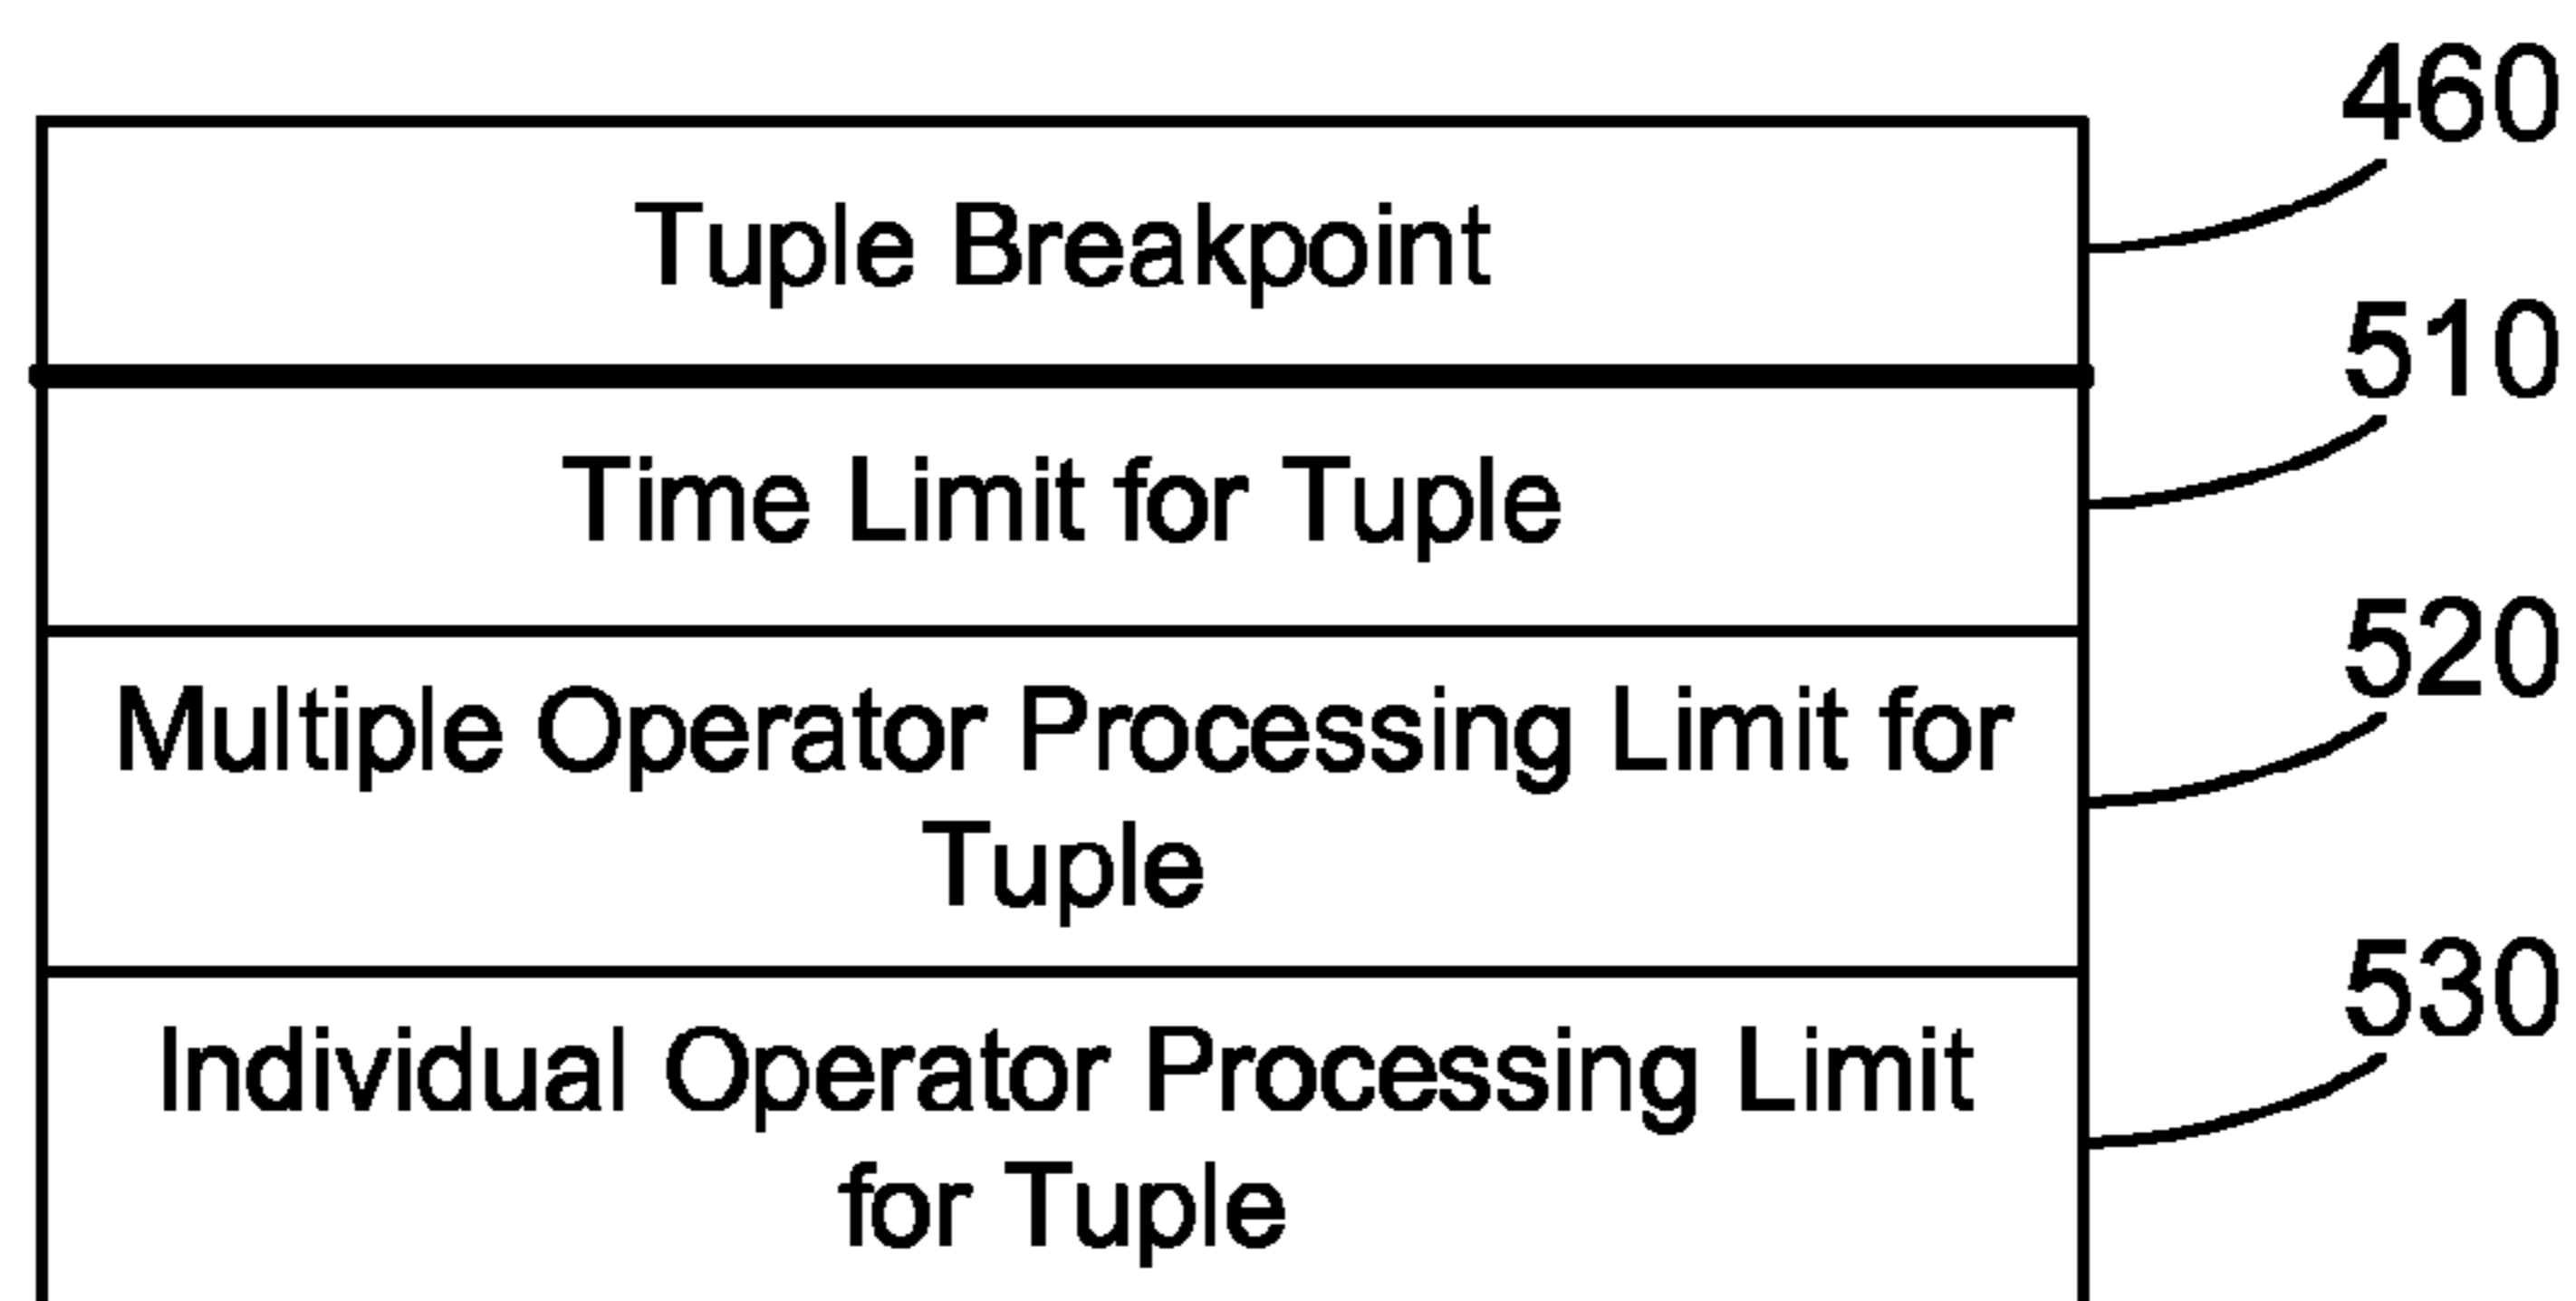 460
Tuple Breakpoint
510
Time Limit for Tuple
520
Multiple Operator Processing Limit for
Tuple
530
Individual Operator Processing Limit
for Tuple